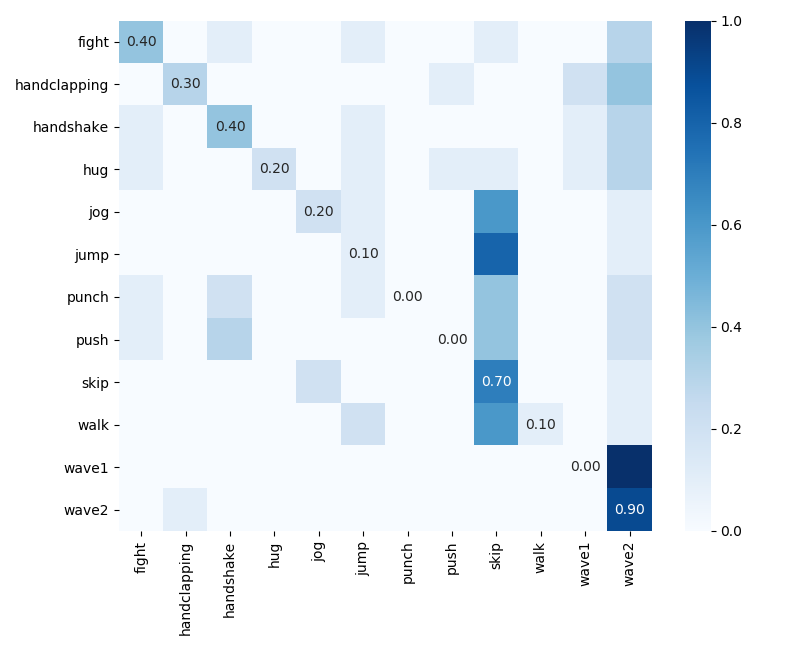 fight 0.40
handclapping 0.30
handshake 0.40
hug 0.20
jog 0.20
jump 0.10
punch 0.00
push 0.00
skip 0.70
walk 0.10
wave1 0.00
wave2 0.90
fight handclapping handshake hug jog jump punch push skip walk wave1 wave2
1.0
0.8
0.6
0.4
0.2
0.0